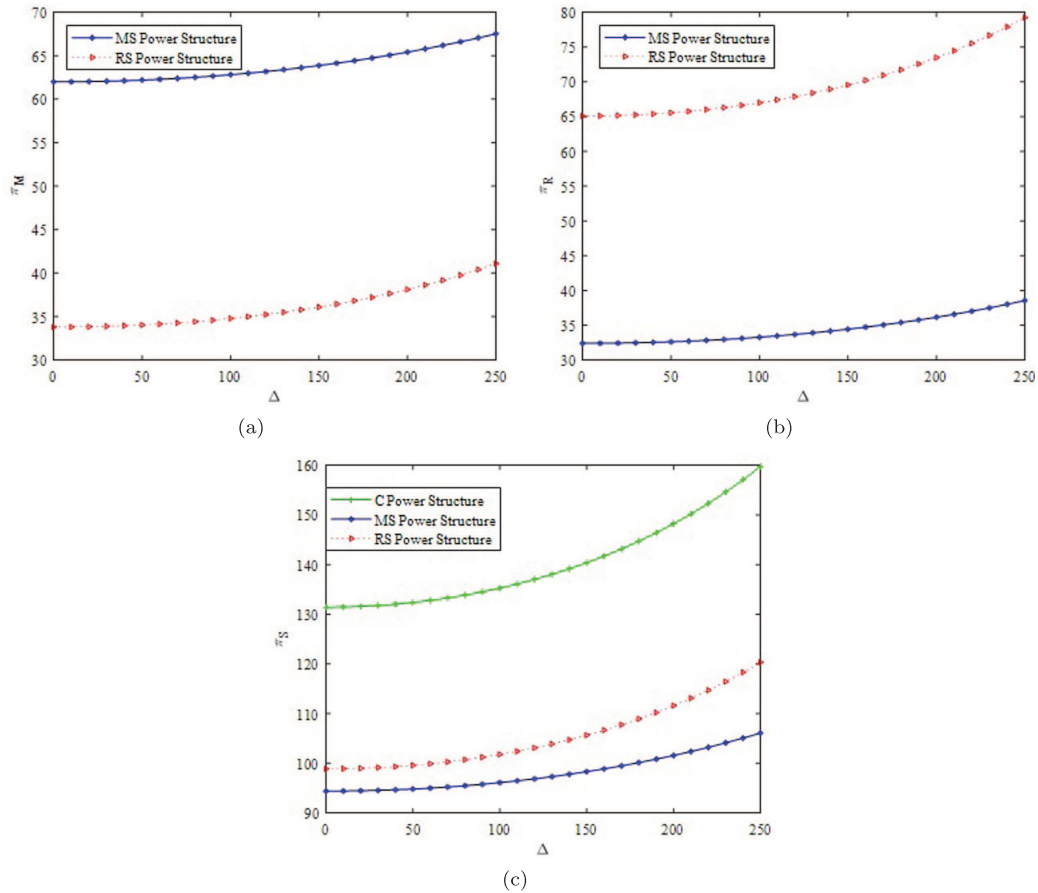 MS Power Structure
RS Power Structure
70
65
60
55
50
45
40
35
30
π_M
0 50 100 150 200 250
Δ
(a)
MS Power Structure
RS Power Structure
80
75
70
65
60
55
50
45
40
35
30
π_R
0 50 100 150 200 250
Δ
(b)
C Power Structure
MS Power Structure
RS Power Structure
160
150
140
130
120
110
100
90
π_S
0 50 100 150 200 250
Δ
(c)